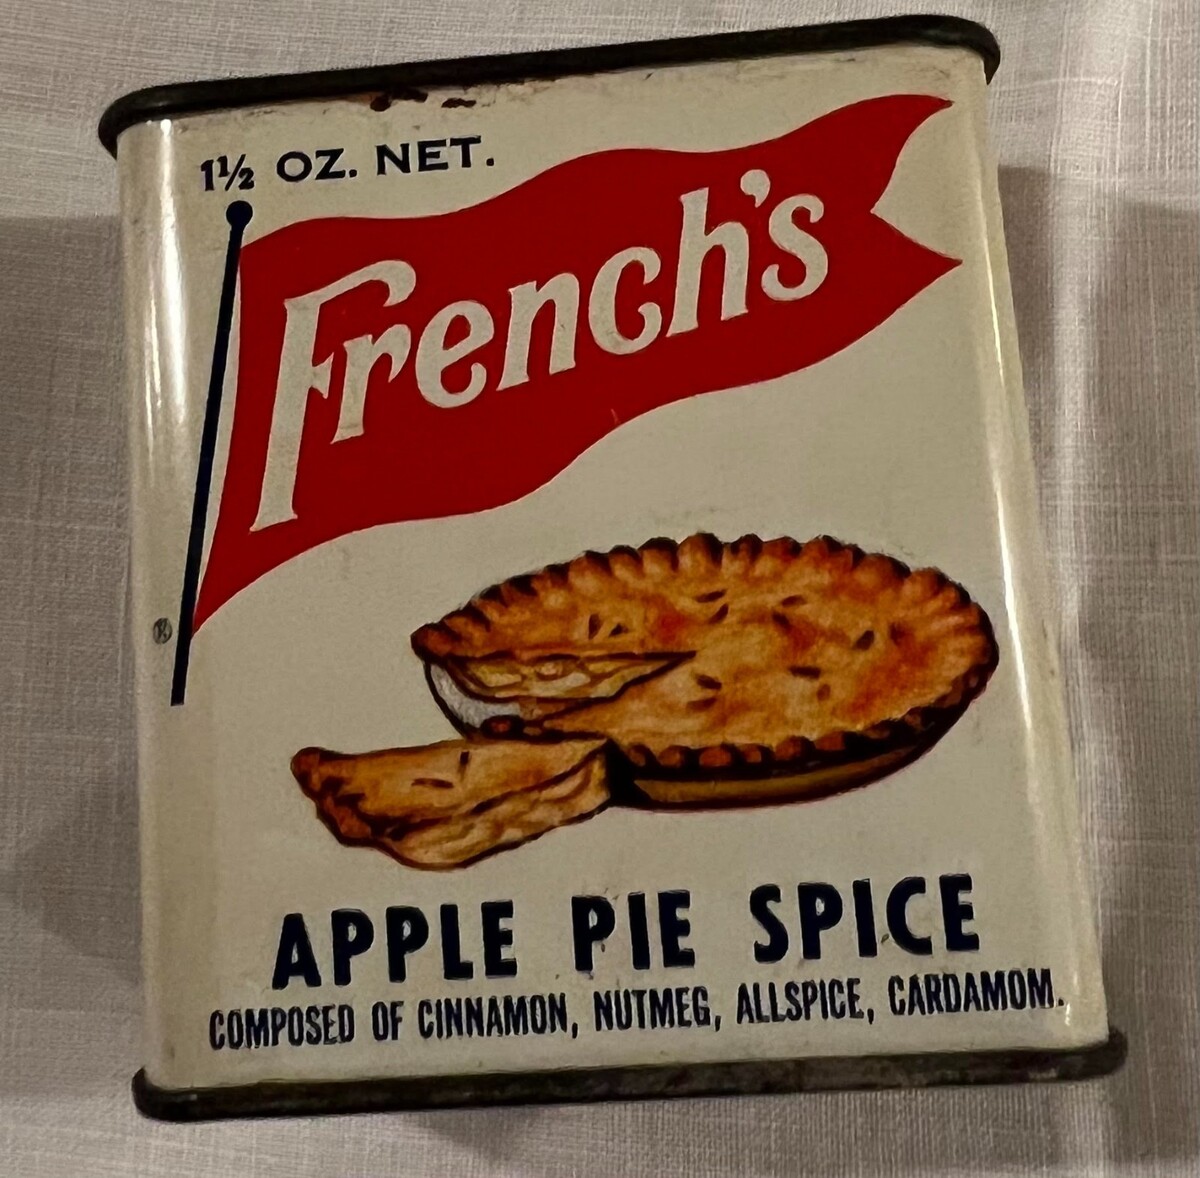 1½ OZ. NET.
French's
®
APPLE PIE SPICE
COMPOSED OF CINNAMON, NUTMEG, ALLSPICE, CARDAMOM.